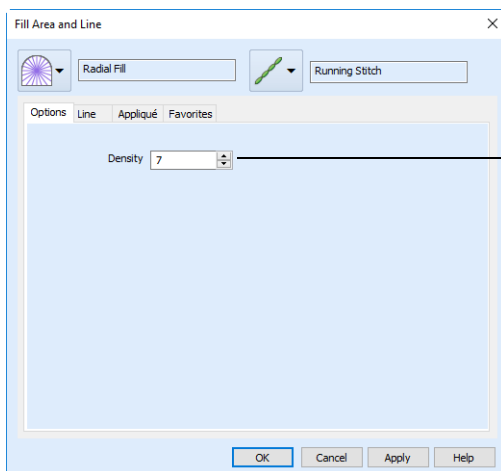 Fill Area and Line
Radial Fill Running Stitch
Options Line Appliqué Favorites
Density 7
OK Cancel Apply Help